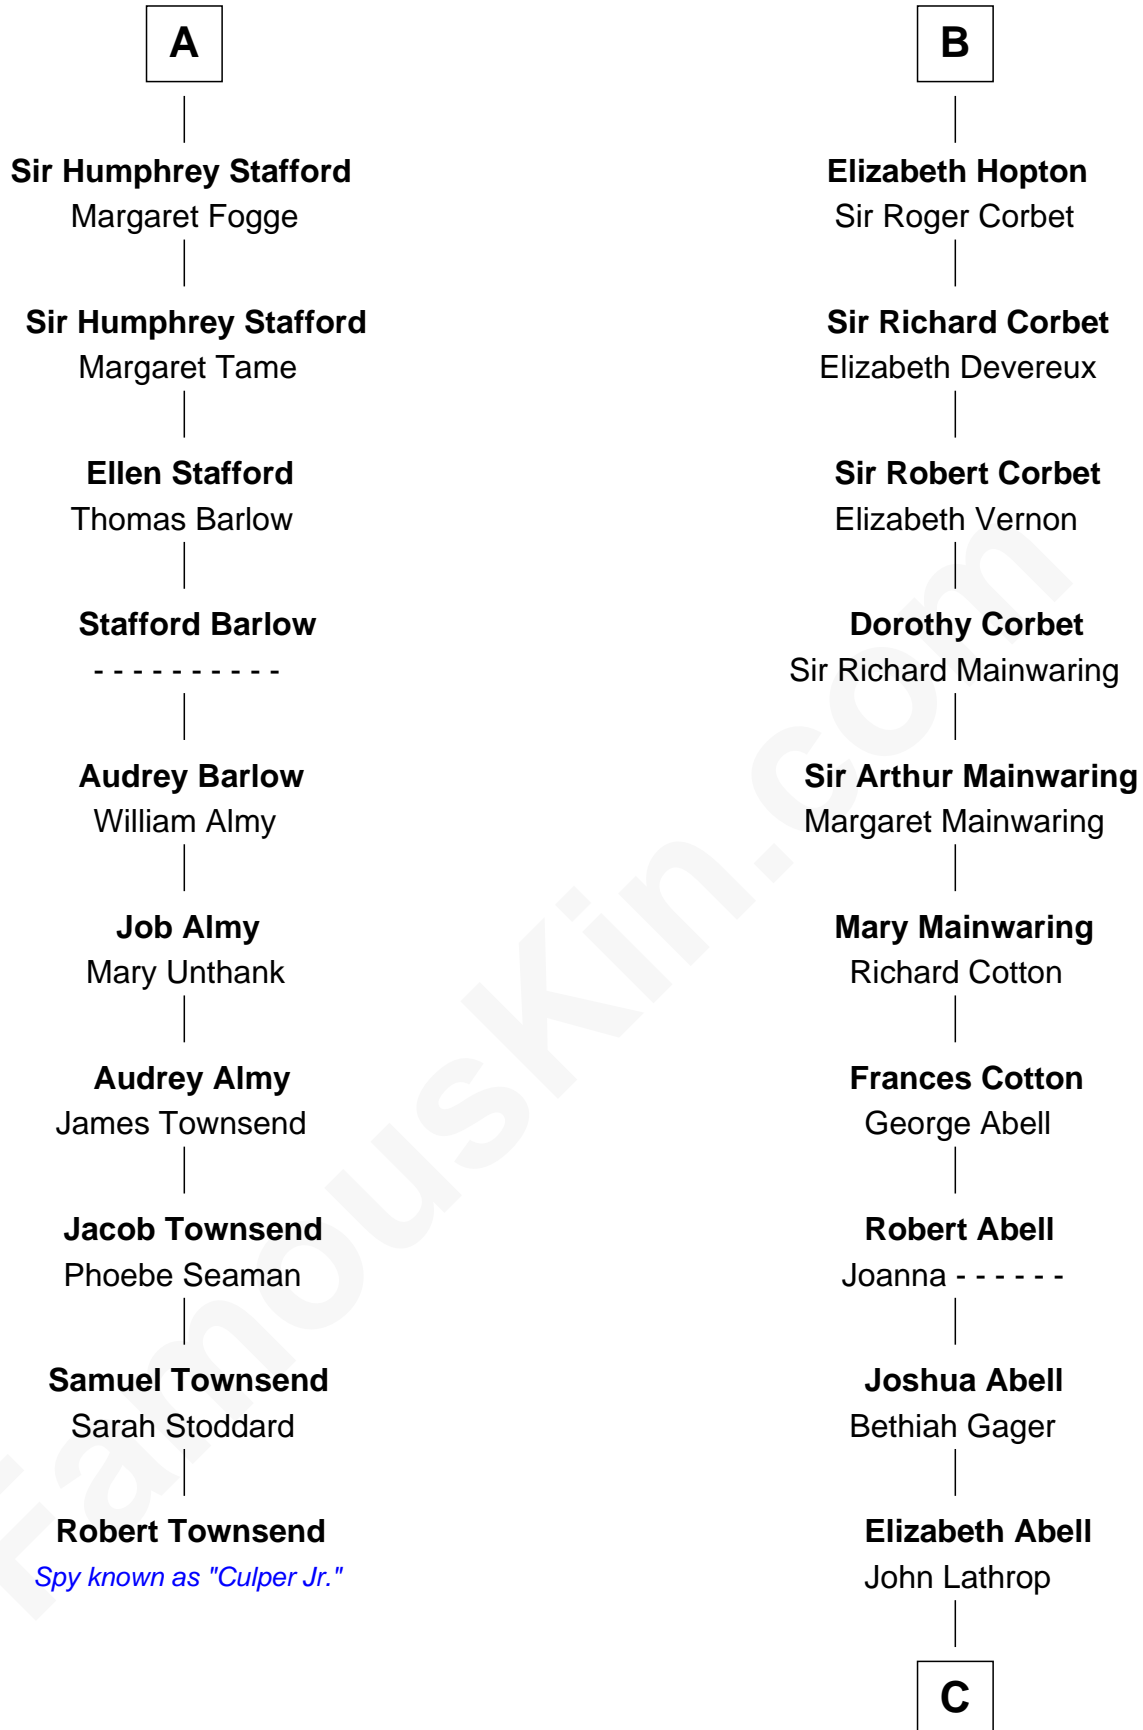 A
Sir Humphrey Stafford
Margaret Fogge
Sir Humphrey Stafford
Margaret Tame
Ellen Stafford
Thomas Barlow
Stafford Barlow
- - - - - - - - - -
Audrey Barlow
William Almy
Job Almy
Mary Unthank
Audrey Almy
James Townsend
Jacob Townsend
Phoebe Seaman
Samuel Townsend
Sarah Stoddard
Robert Townsend
Spy known as "Culper Jr."
B
Elizabeth Hopton
Sir Roger Corbet
Sir Richard Corbet
Elizabeth Devereux
Sir Robert Corbet
Elizabeth Vernon
Dorothy Corbet
Sir Richard Mainwaring
Sir Arthur Mainwaring
Margaret Mainwaring
Mary Mainwaring
Richard Cotton
Frances Cotton
George Abell
Robert Abell
Joanna - - - - - -
Joshua Abell
Bethiah Gager
Elizabeth Abell
John Lathrop
C
FamousKin.com